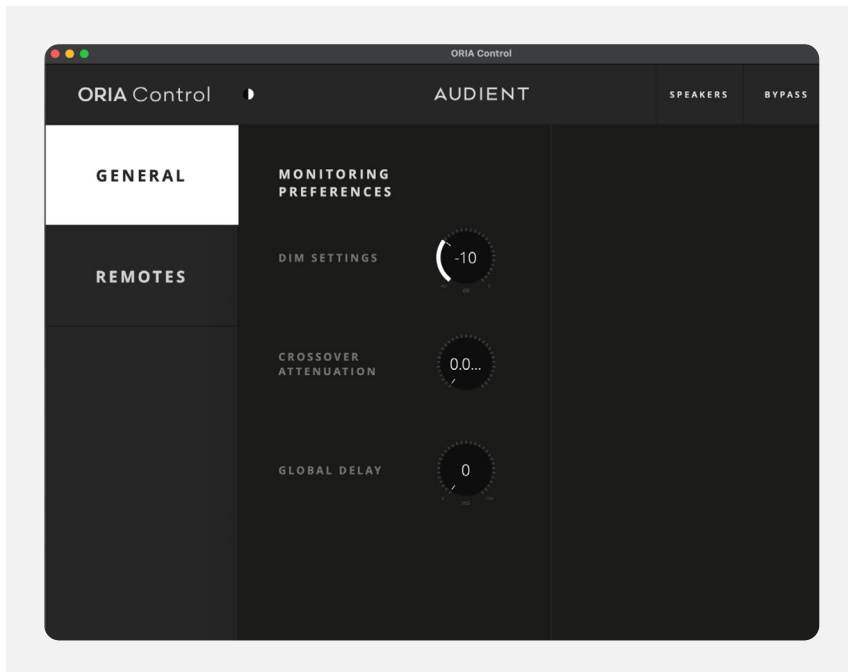 ORIA Control
ORIA Control
AUDIENT
SPEAKERS
BYPASS
GENERAL
REMOTES
MONITORING
PREFERENCES
DIM SETTINGS
-10
CROSSOVER
ATTENUATION
0.0...
GLOBAL DELAY
0